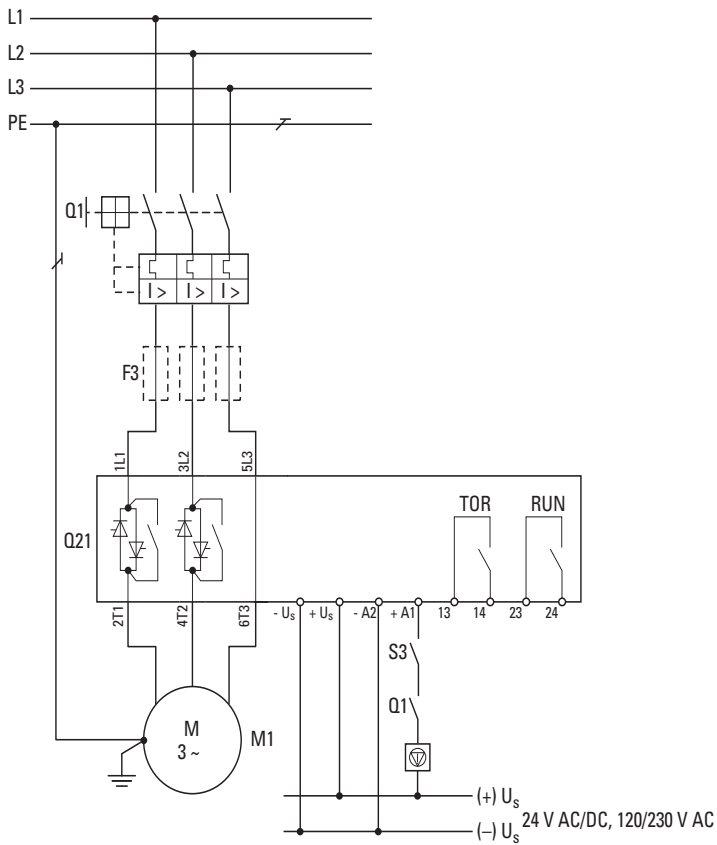 L1
L2
L3
PE
Q1
I > I > I >
F3
1L1 3L2 5L3
TOR RUN
Q21
2T1 4T2 6T3 - Us + Us - A2 + A1 13 14 23 24
S3
Q1
M
3 ~
M1
(+) Us
(–) Us 24 V AC/DC, 120/230 V AC